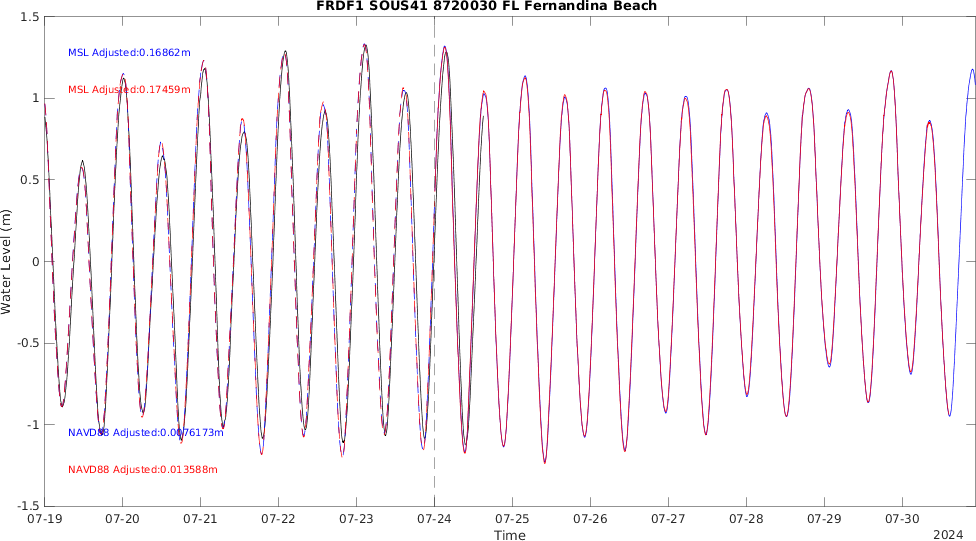 FRDF1 SOUS41 8720030 FL Fernandina Beach
1.5
MSL Adjusted:0.16862m
MSL Adjusted:0.17459m
1
0.5
0
-0.5
-1
NAVD88 Adjusted:0.0076173m
NAVD88 Adjusted:0.013588m
-1.5
Water Level (m)
07-19 07-20 07-21 07-22 07-23 07-24 07-25 07-26 07-27 07-28 07-29 07-30
Time
2024